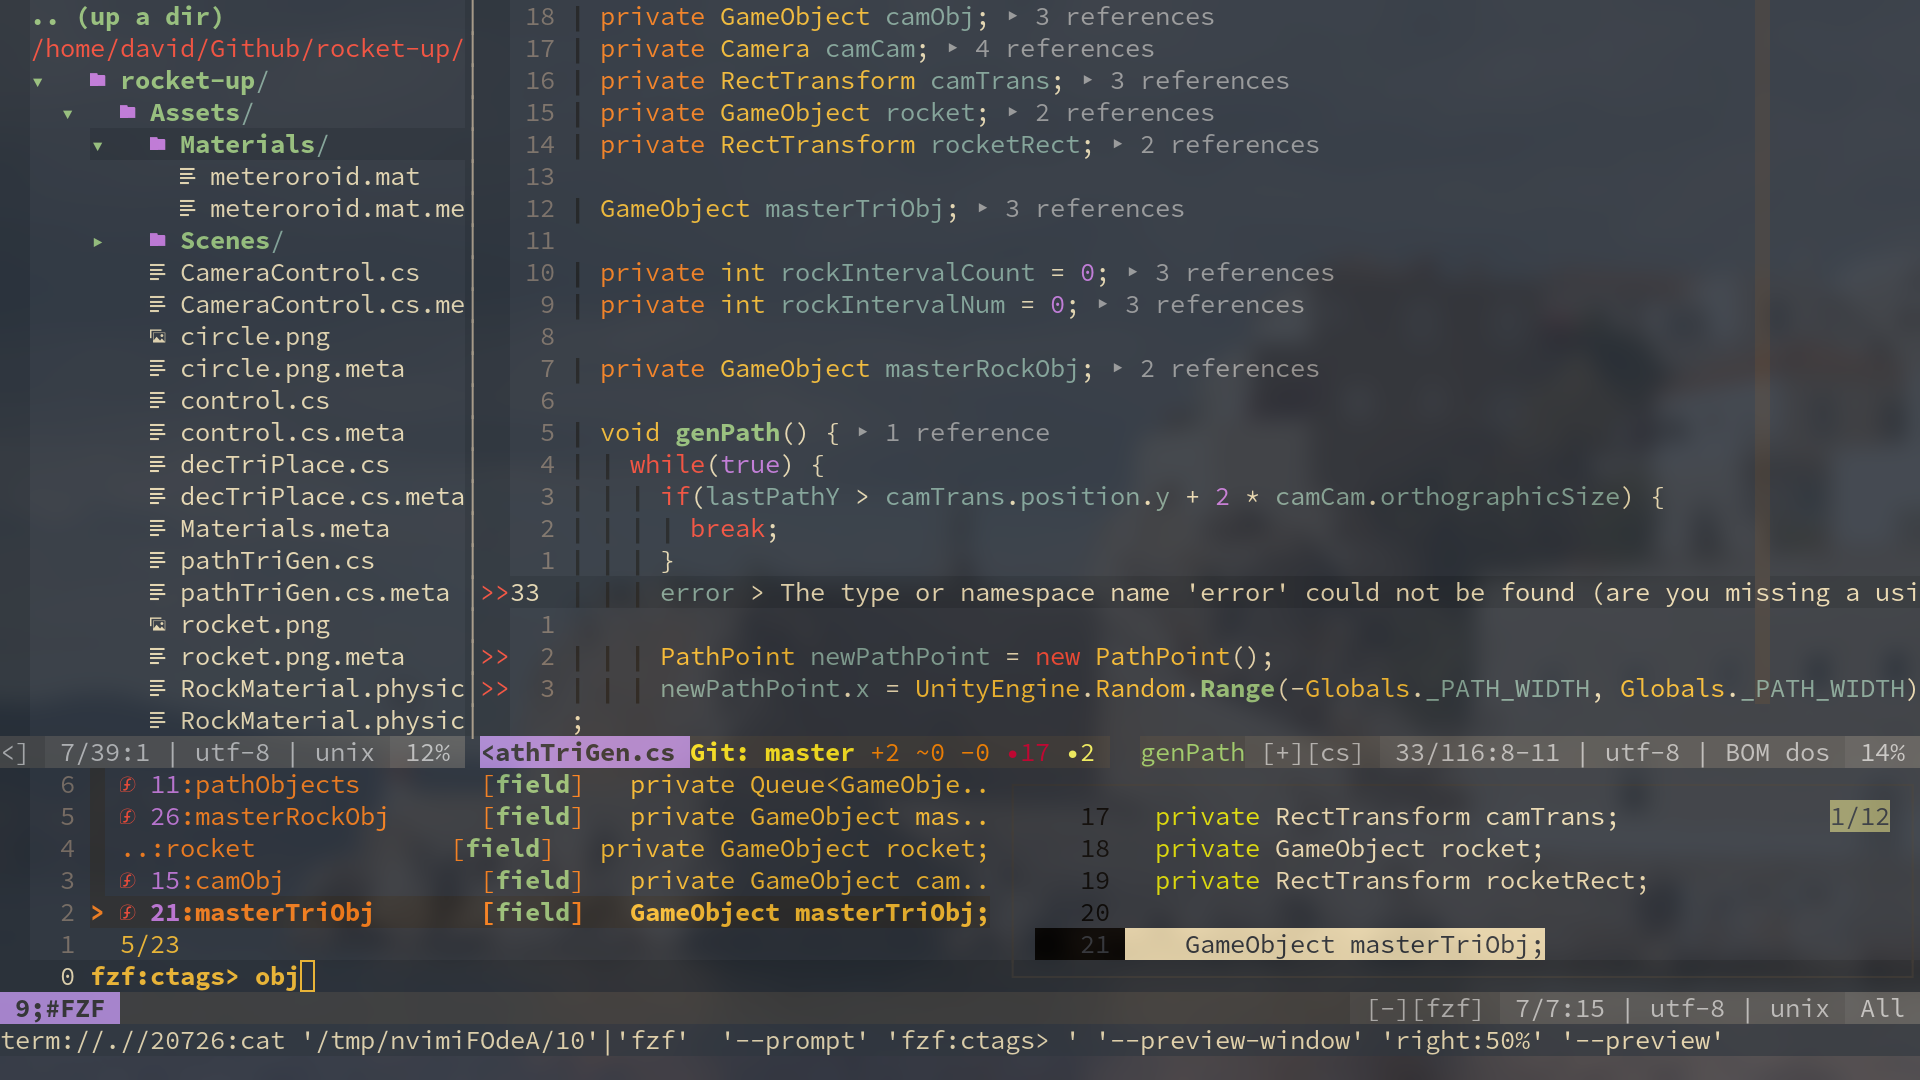 .. (up a dir)
/home/david/Github/rocket-up/
▾ rocket-up/
▾ Assets/
▾ Materials/
meteroroid.mat
meteroroid.mat.me
▸ Scenes/
CameraControl.cs
CameraControl.cs.me
circle.png
circle.png.meta
control.cs
control.cs.meta
decTriPlace.cs
decTriPlace.cs.meta
Materials.meta
pathTriGen.cs
pathTriGen.cs.meta
rocket.png
rocket.png.meta
RockMaterial.physic
RockMaterial.physic
<] 7/39:1 | utf-8 | unix 12%
18 private GameObject camObj; ‣ 3 references
17 private Camera camCam; ‣ 4 references
16 private RectTransform camTrans; ‣ 3 references
15 private GameObject rocket; ‣ 2 references
14 private RectTransform rocketRect; ‣ 2 references
13
12 GameObject masterTriObj; ‣ 3 references
11
10 private int rockIntervalCount = 0; ‣ 3 references
9 private int rockIntervalNum = 0; ‣ 3 references
8
7 private GameObject masterRockObj; ‣ 2 references
6
5 void genPath() { ‣ 1 reference
4 while(true) {
3 if(lastPathY > camTrans.position.y + 2 * camCam.orthographicSize) {
2 break;
1 }
>>33 error > The type or namespace name 'error' could not be found (are you missing a usi
1
>> 2 PathPoint newPathPoint = new PathPoint();
>> 3 newPathPoint.x = UnityEngine.Random.Range(-Globals._PATH_WIDTH, Globals._PATH_WIDTH)
;
<athTriGen.cs Git: master +2 ~0 -0 •17 •2 genPath [+][cs] 33/116:8-11 | utf-8 | BOM dos 14%
6 11:pathObjects [field] private Queue<GameObje..
5 26:masterRockObj [field] private GameObject mas..
4 ..:rocket [field] private GameObject rocket;
3 15:camObj [field] private GameObject cam..
2 > 21:masterTriObj [field] GameObject masterTriObj;
1 5/23
0 fzf:ctags> obj
17 private RectTransform camTrans; 1/12
18 private GameObject rocket;
19 private RectTransform rocketRect;
20
21 GameObject masterTriObj;
9;#FZF [-][fzf] 7/7:15 | utf-8 | unix All
term://.//20726:cat '/tmp/nvimiFOdeA/10'|'fzf'  '--prompt' 'fzf:ctags> ' '--preview-window' 'right:50%' '--preview'